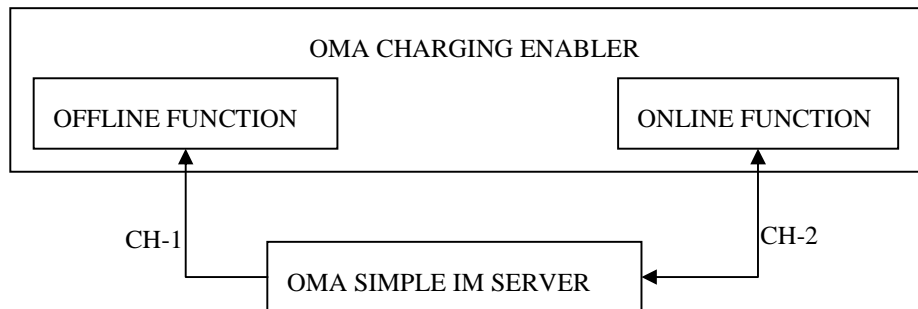 OMA CHARGING ENABLER
OFFLINE FUNCTION
ONLINE FUNCTION
CH-1
CH-2
OMA SIMPLE IM SERVER